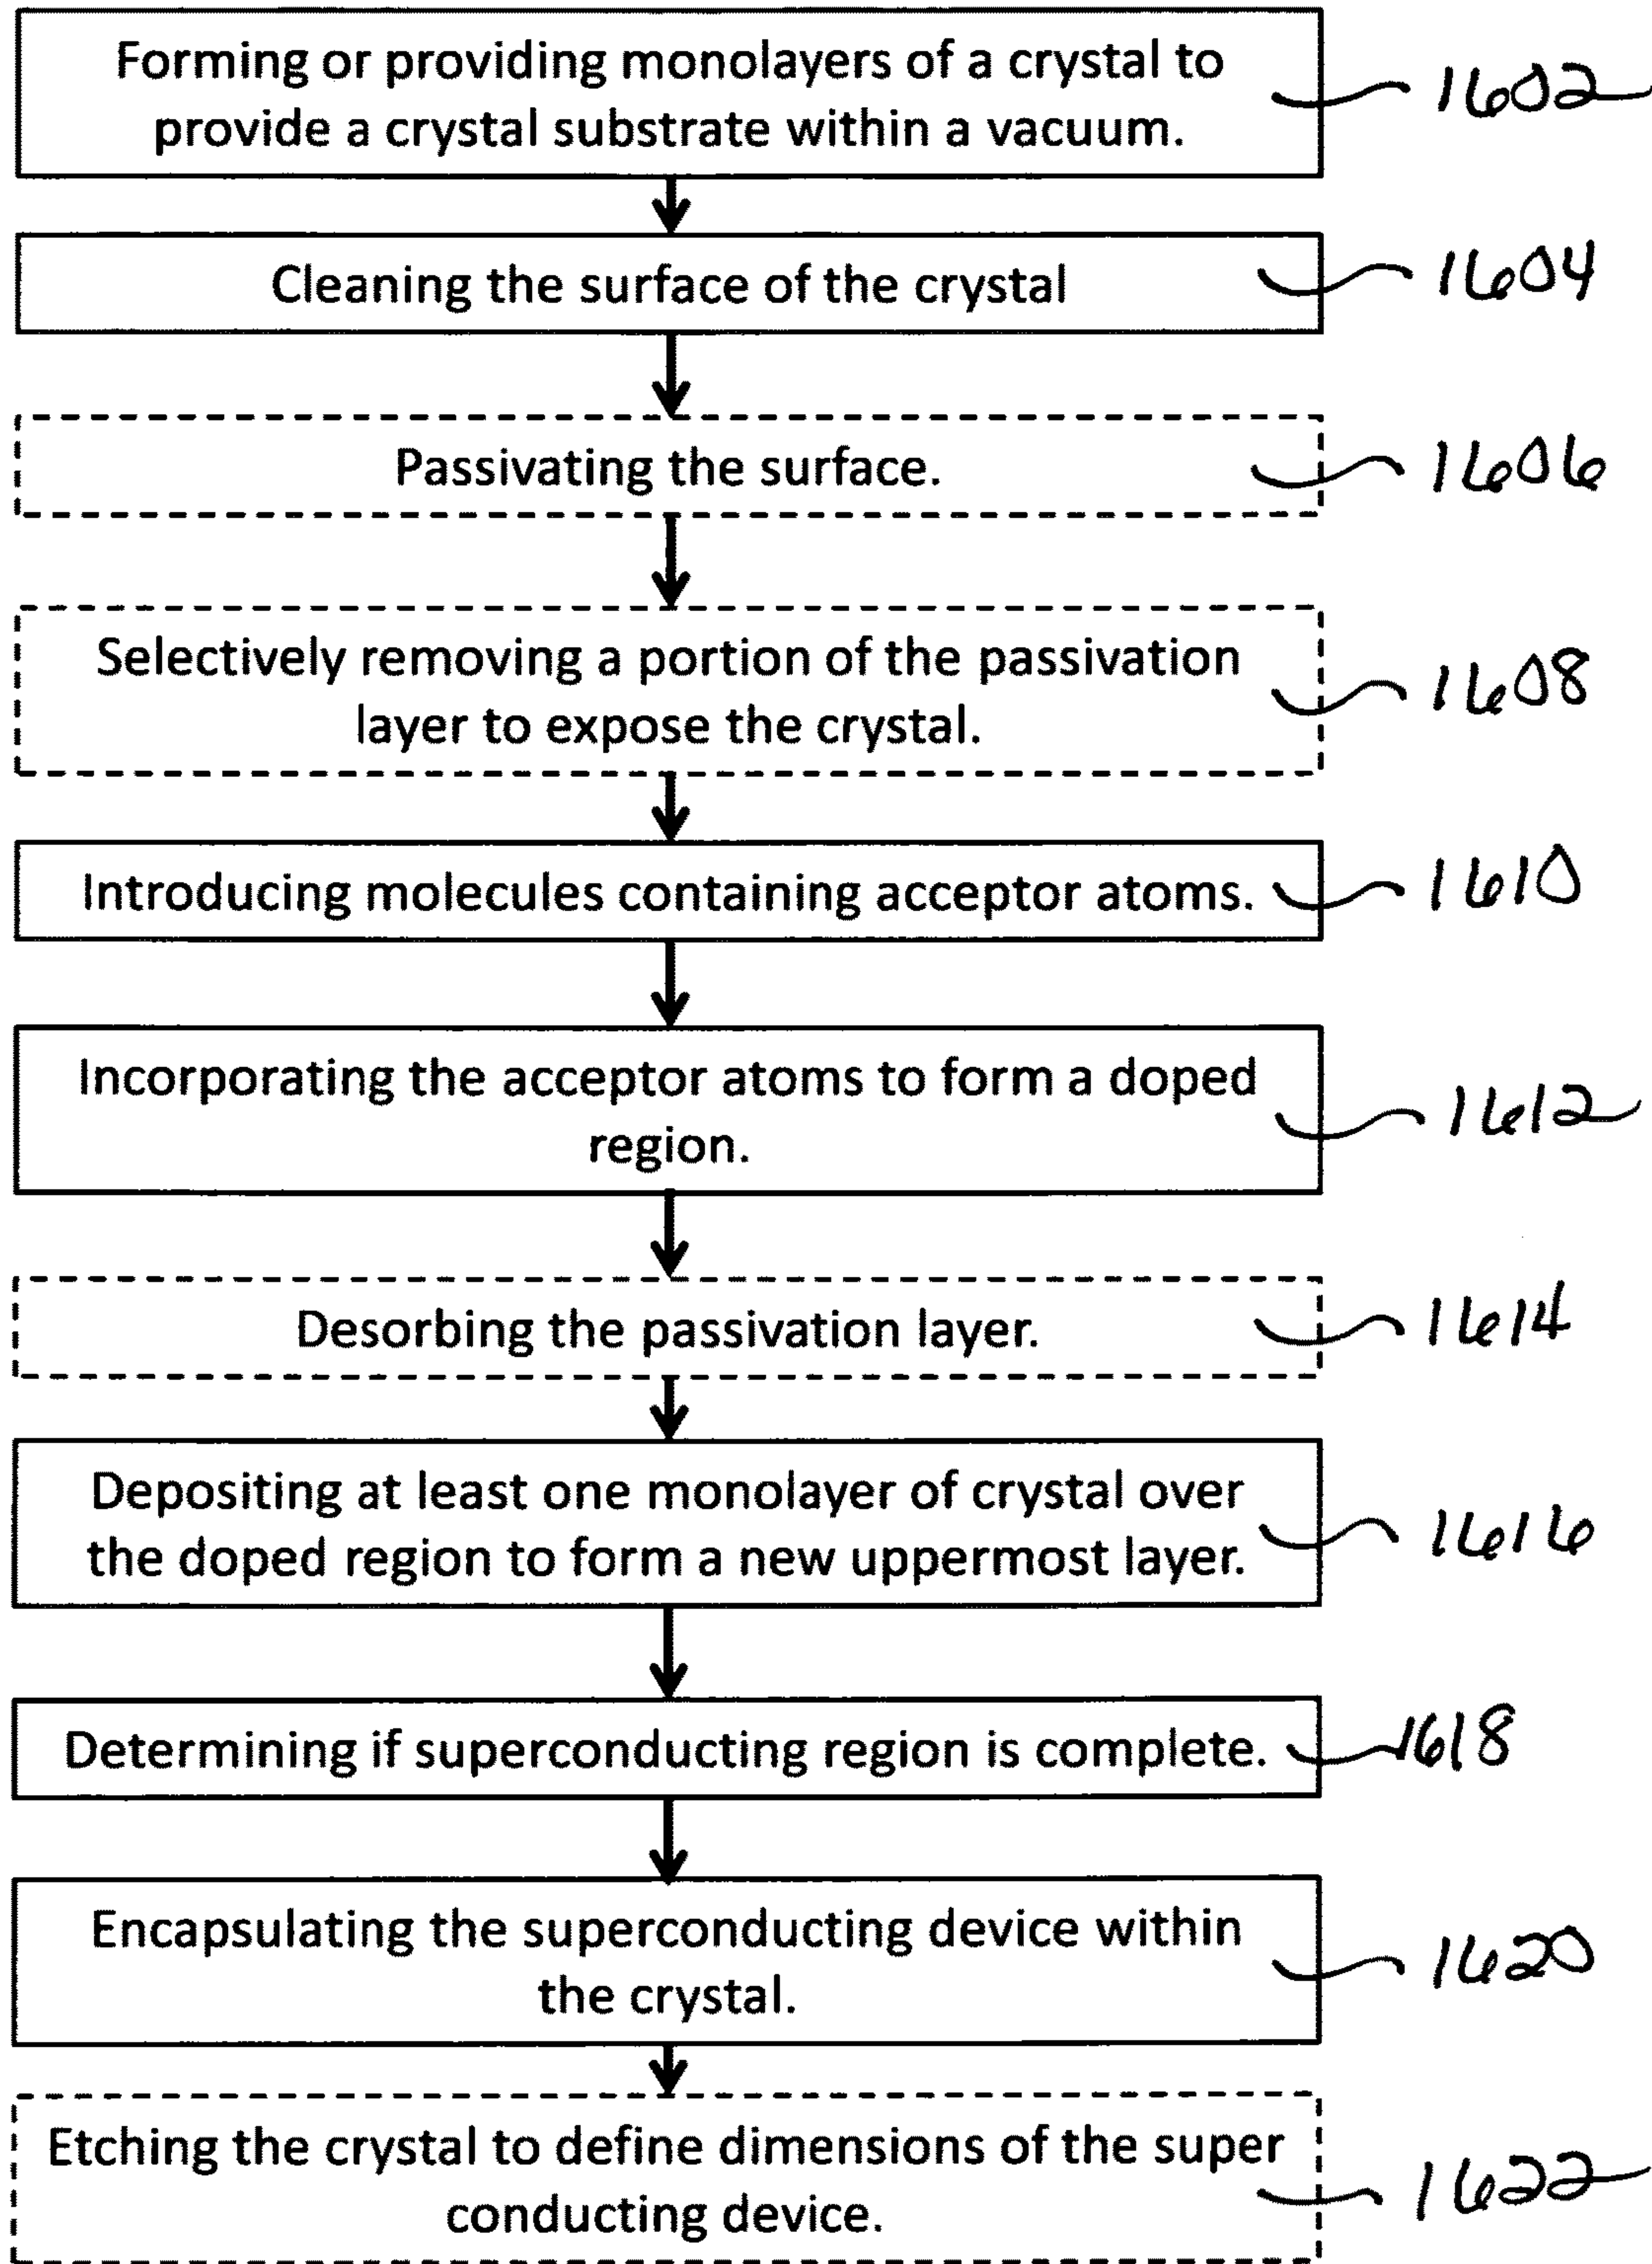 Forming or providing monolayers of a crystal to
provide a crystal substrate within a vacuum.
1602
Cleaning the surface of the crystal
1604
Passivating the surface.
1606
Selectively removing a portion of the passivation
layer to expose the crystal.
1608
Introducing molecules containing acceptor atoms.
1610
Incorporating the acceptor atoms to form a doped
region.
1612
Desorbing the passivation layer.
1614
Depositing at least one monolayer of crystal over
the doped region to form a new uppermost layer.
1616
Determining if superconducting region is complete.
1618
Encapsulating the superconducting device within
the crystal.
1620
Etching the crystal to define dimensions of the super
conducting device.
1622